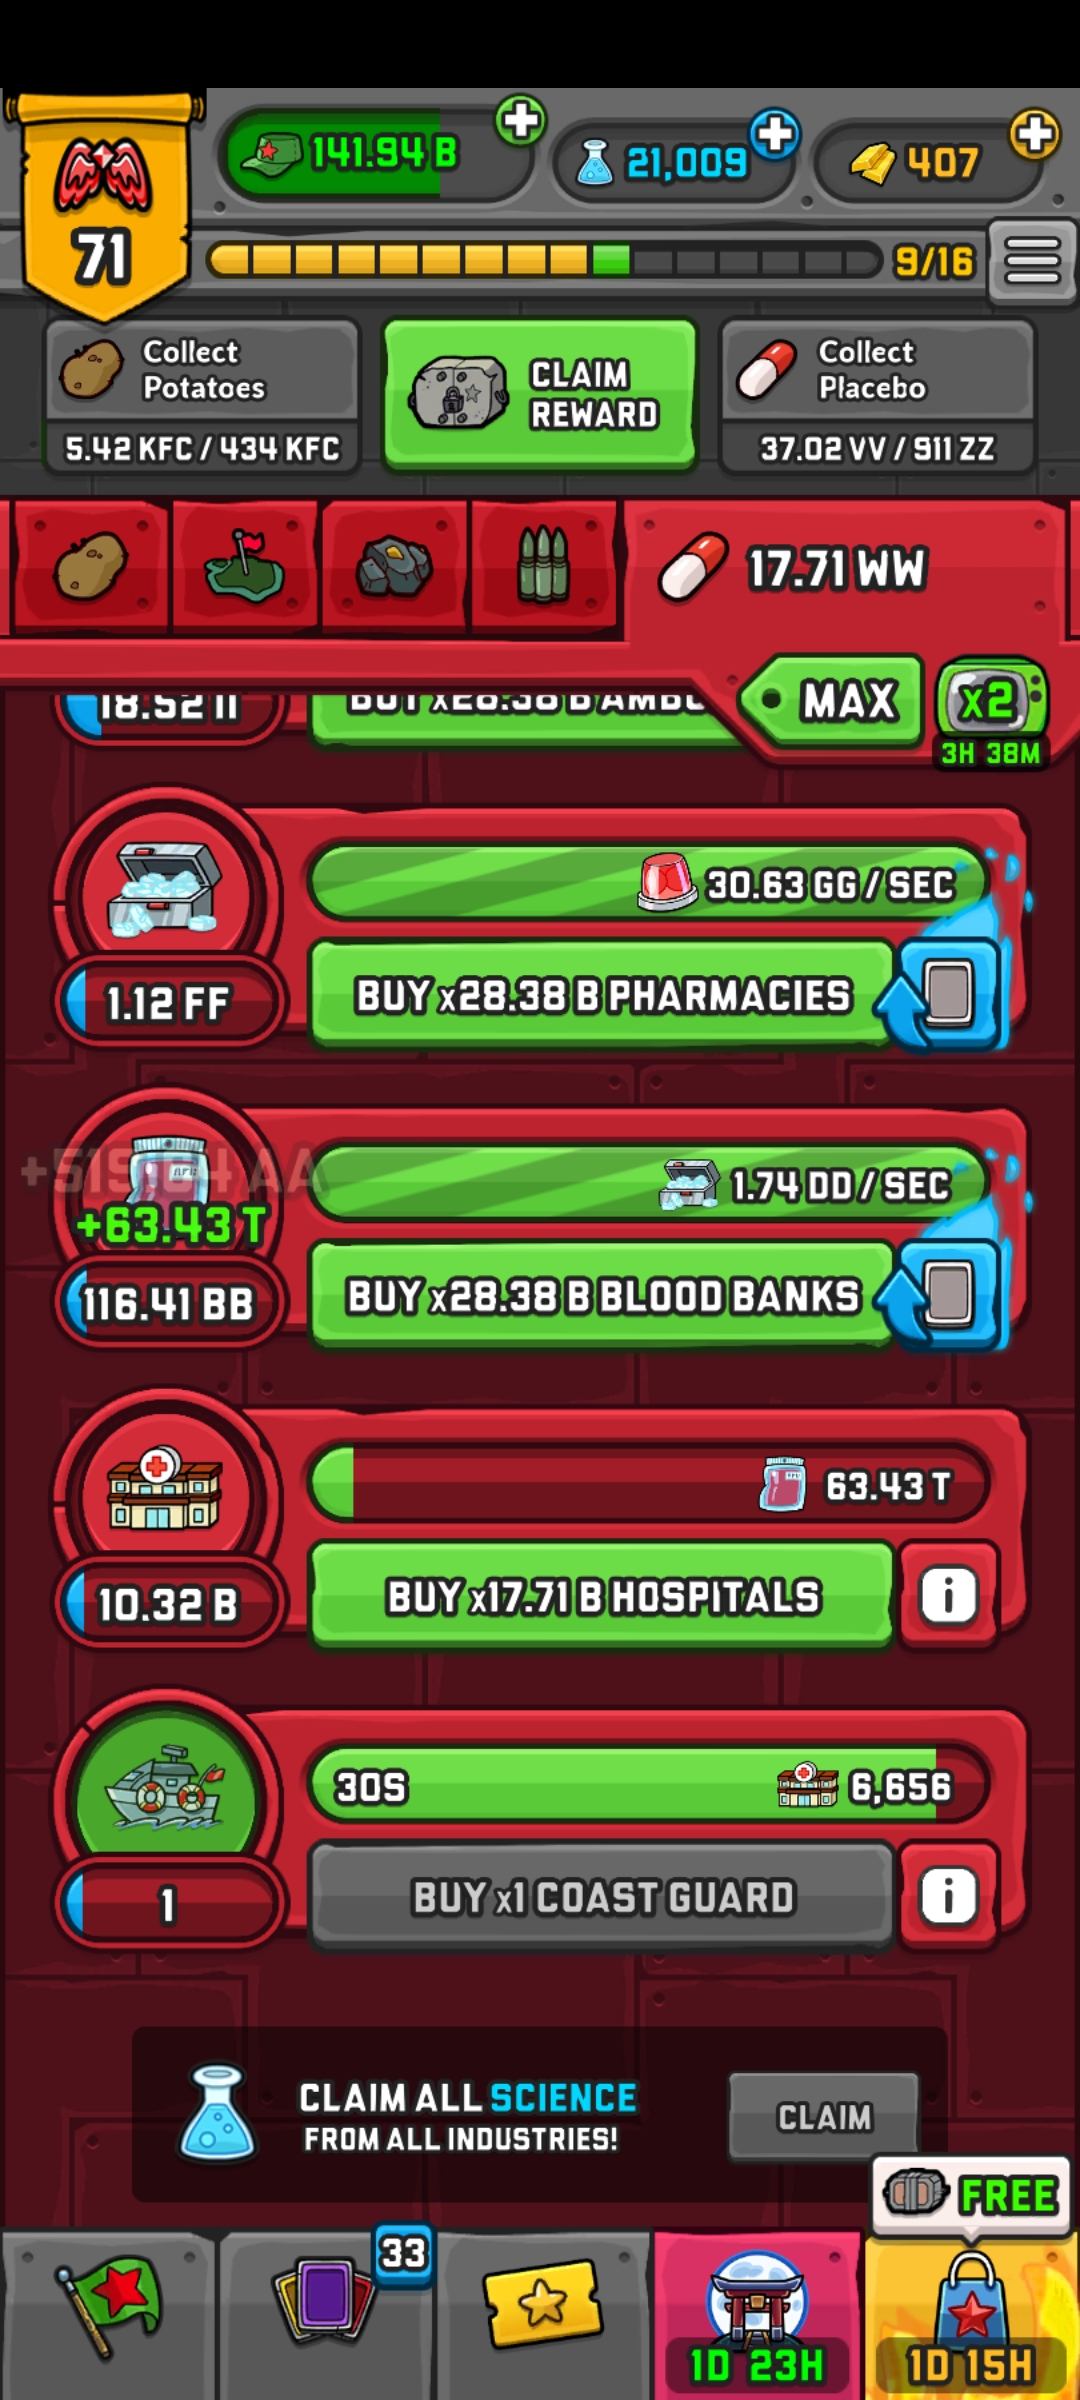 141.94 B
21,009
407
71
9/16
Collect
Potatoes
5.42 KFC / 434 KFC
CLAIM
REWARD
Collect
Placebo
37.02 VV / 911 ZZ
17.71 WW
MAX
x2
3H 38M
BUY x28.38 B
30.63 GG / SEC
1.12 FF
BUY x28.38 B PHARMACIES
+63.43 T
1.74 DD / SEC
116.41 BB
BUY x28.38 B BLOOD BANKS
63.43 T
10.32 B
BUY x17.71 B HOSPITALS
i
30S
6,656
1
BUY x1 COAST GUARD
i
CLAIM ALL SCIENCE
FROM ALL INDUSTRIES!
CLAIM
FREE
33
1D 23H
1D 15H